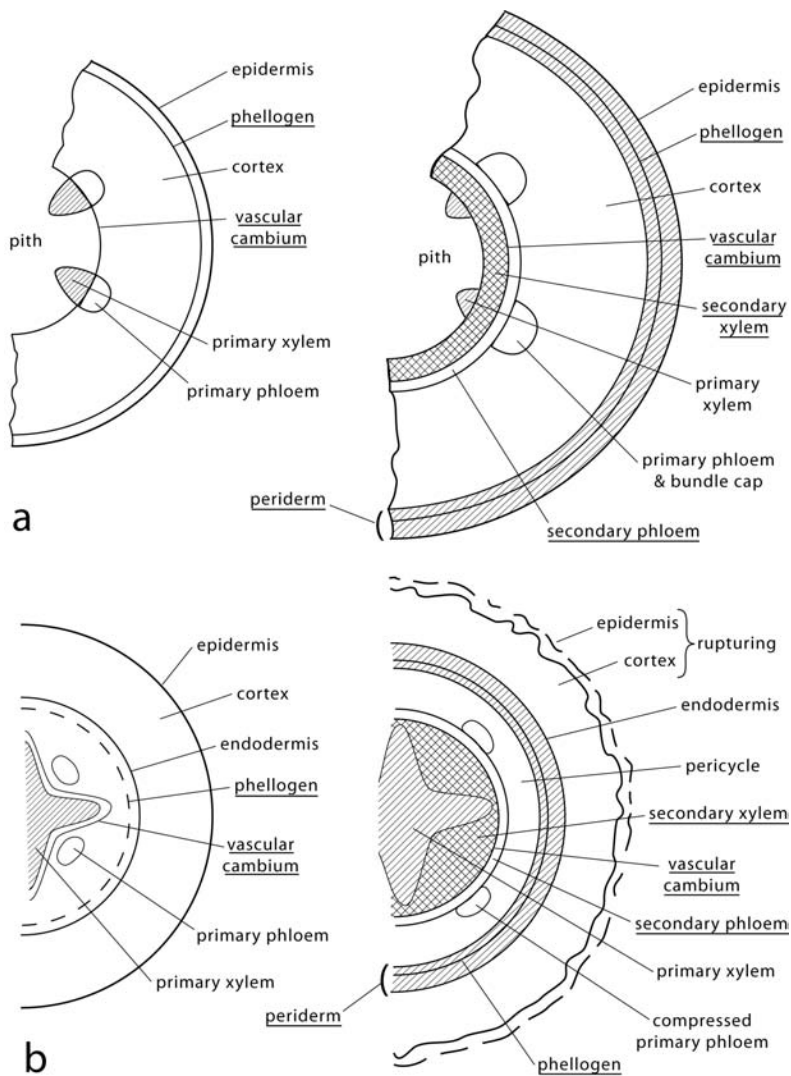 epidermis
phellogen
cortex
vascular
cambium
pith
primary xylem
primary phloem
epidermis
phellogen
cortex
vascular
cambium
pith
secondary
xylem
primary
xylem
primary phloem
& bundle cap
periderm
secondary phloem
a
epidermis
cortex
endodermis
phellogen
vascular
cambium
primary phloem
primary xylem
epidermis
rupturing
cortex
endodermis
pericycle
secondary xylem
vascular
cambium
secondary phloem
primary xylem
periderm
compressed
primary phloem
phellogen
b